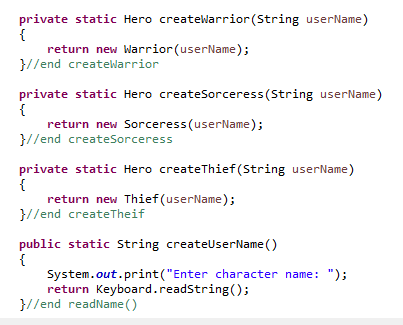 private static Hero createWarrior(String userName)
{
return new Warrior(userName);
}//end createWarrior
private static Hero createSorceress(String userName)
{
return new Sorceress(userName);
}//end createSorceress
private static Hero createThief(String userName)
{
return new Thief(userName);
}//end createTheif
public static String createUserName()
{
System.out.print("Enter character name: ");
return Keyboard.readString();
}//end readName()